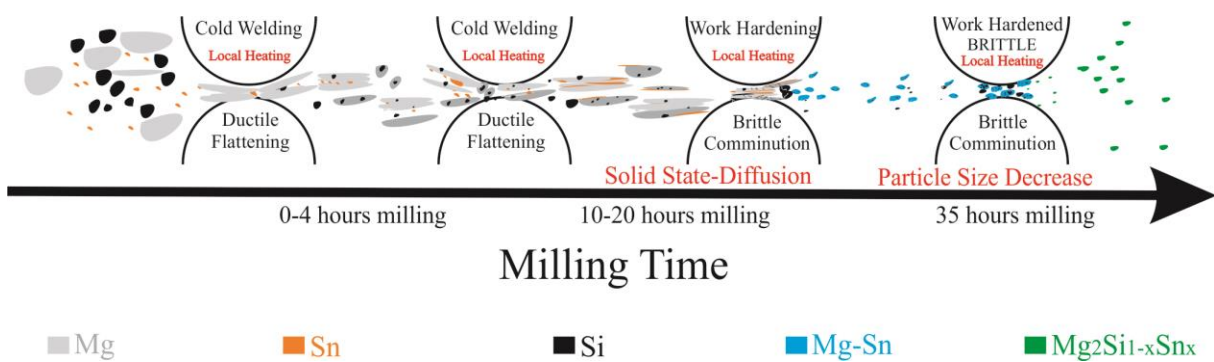 Cold Welding
Local Heating
Ductile
Flattening
Cold Welding
Local Heating
Ductile
Flattening
Work Hardening
Local Heating
Brittle
Comminution
Work Hardened
BRITTLE
Local Heating
Brittle
Comminution
Solid State-Diffusion
Particle Size Decrease
0-4 hours milling
10-20 hours milling
35 hours milling
Milling Time
Mg
Sn
Si
Mg-Sn
Mg2Si1-xSnx